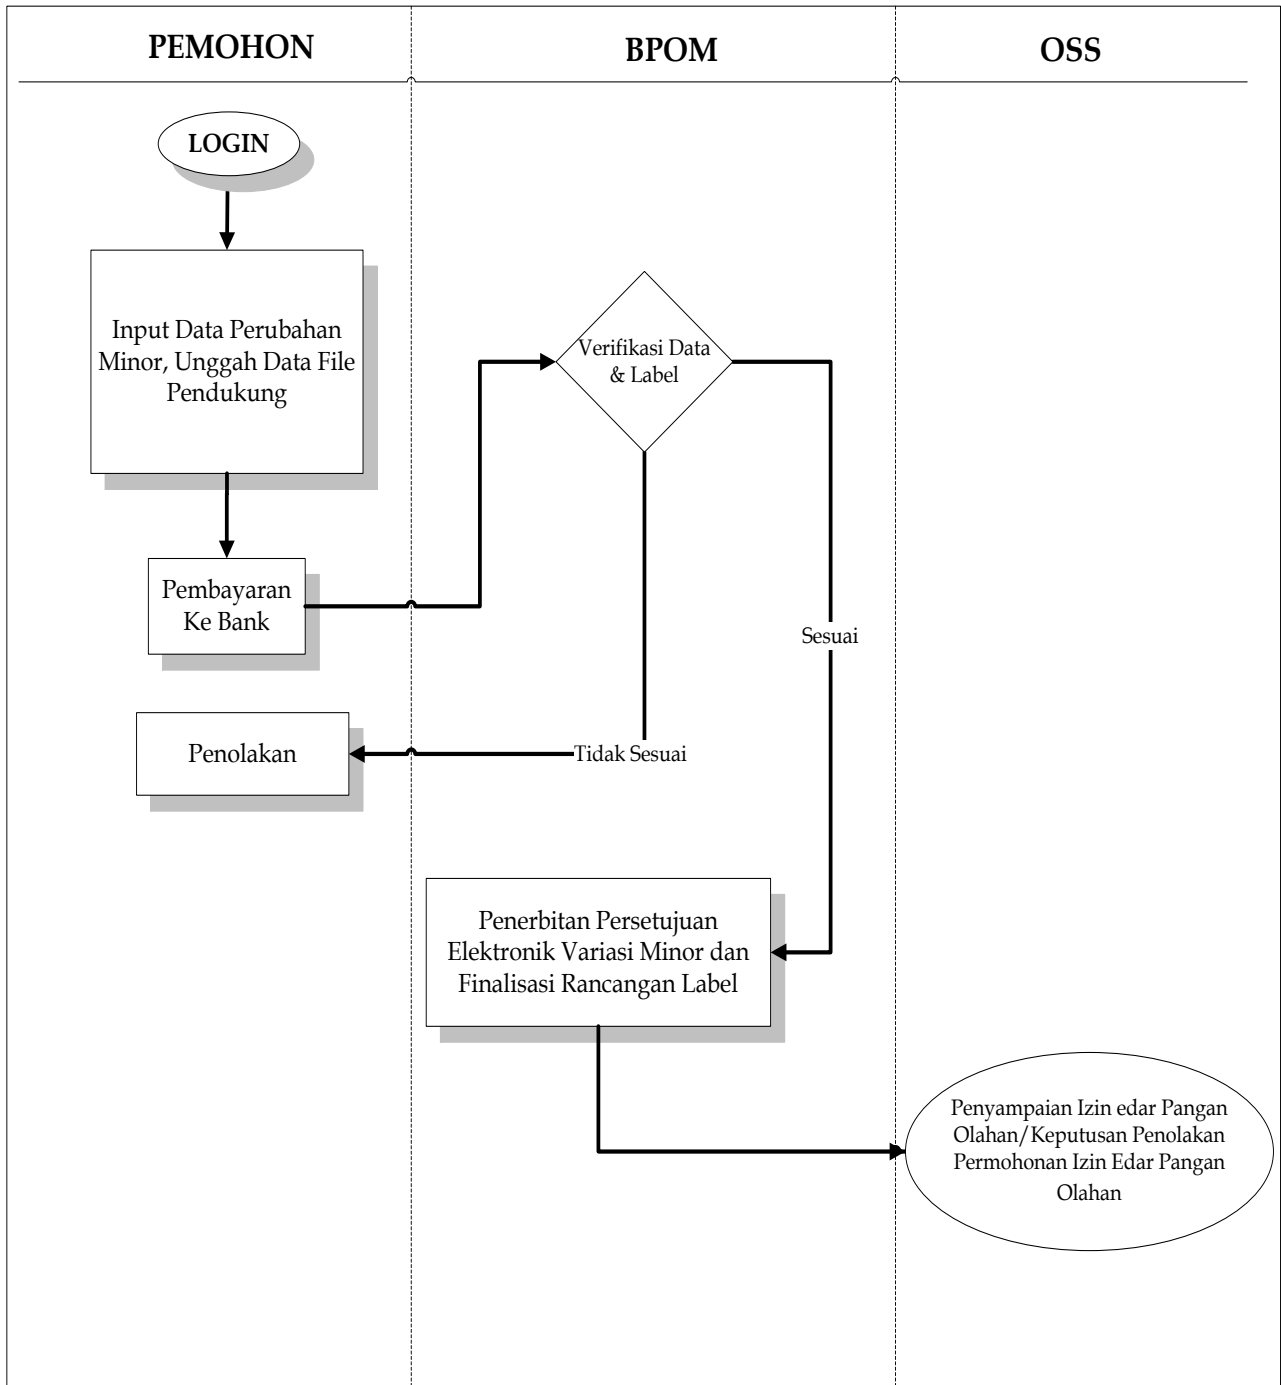 PEMOHON
BPOM
OSS
LOGIN
Input Data Perubahan
Minor, Unggah Data File
Pendukung
Verifikasi Data
& Label
Pembayaran
Ke Bank
Sesuai
Penolakan
Tidak Sesuai
Penerbitan Persetujuan
Elektronik Variasi Minor dan
Finalisasi Rancangan Label
Penyampaian Izin edar Pangan
Olahan/Keputusan Penolakan
Permohonan Izin Edar Pangan
Olahan